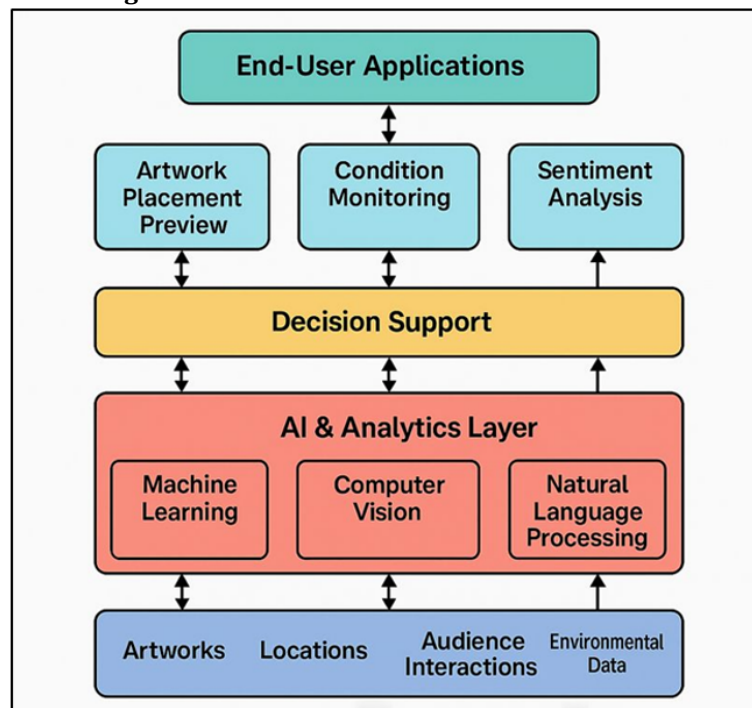 End-User Applications
Artwork
Placement
Preview
Condition
Monitoring
Sentiment
Analysis
Decision Support
AI & Analytics Layer
Machine
Learning
Computer
Vision
Natural
Language
Processing
Artworks
Locations
Audience
Interactions
Environmental
Data